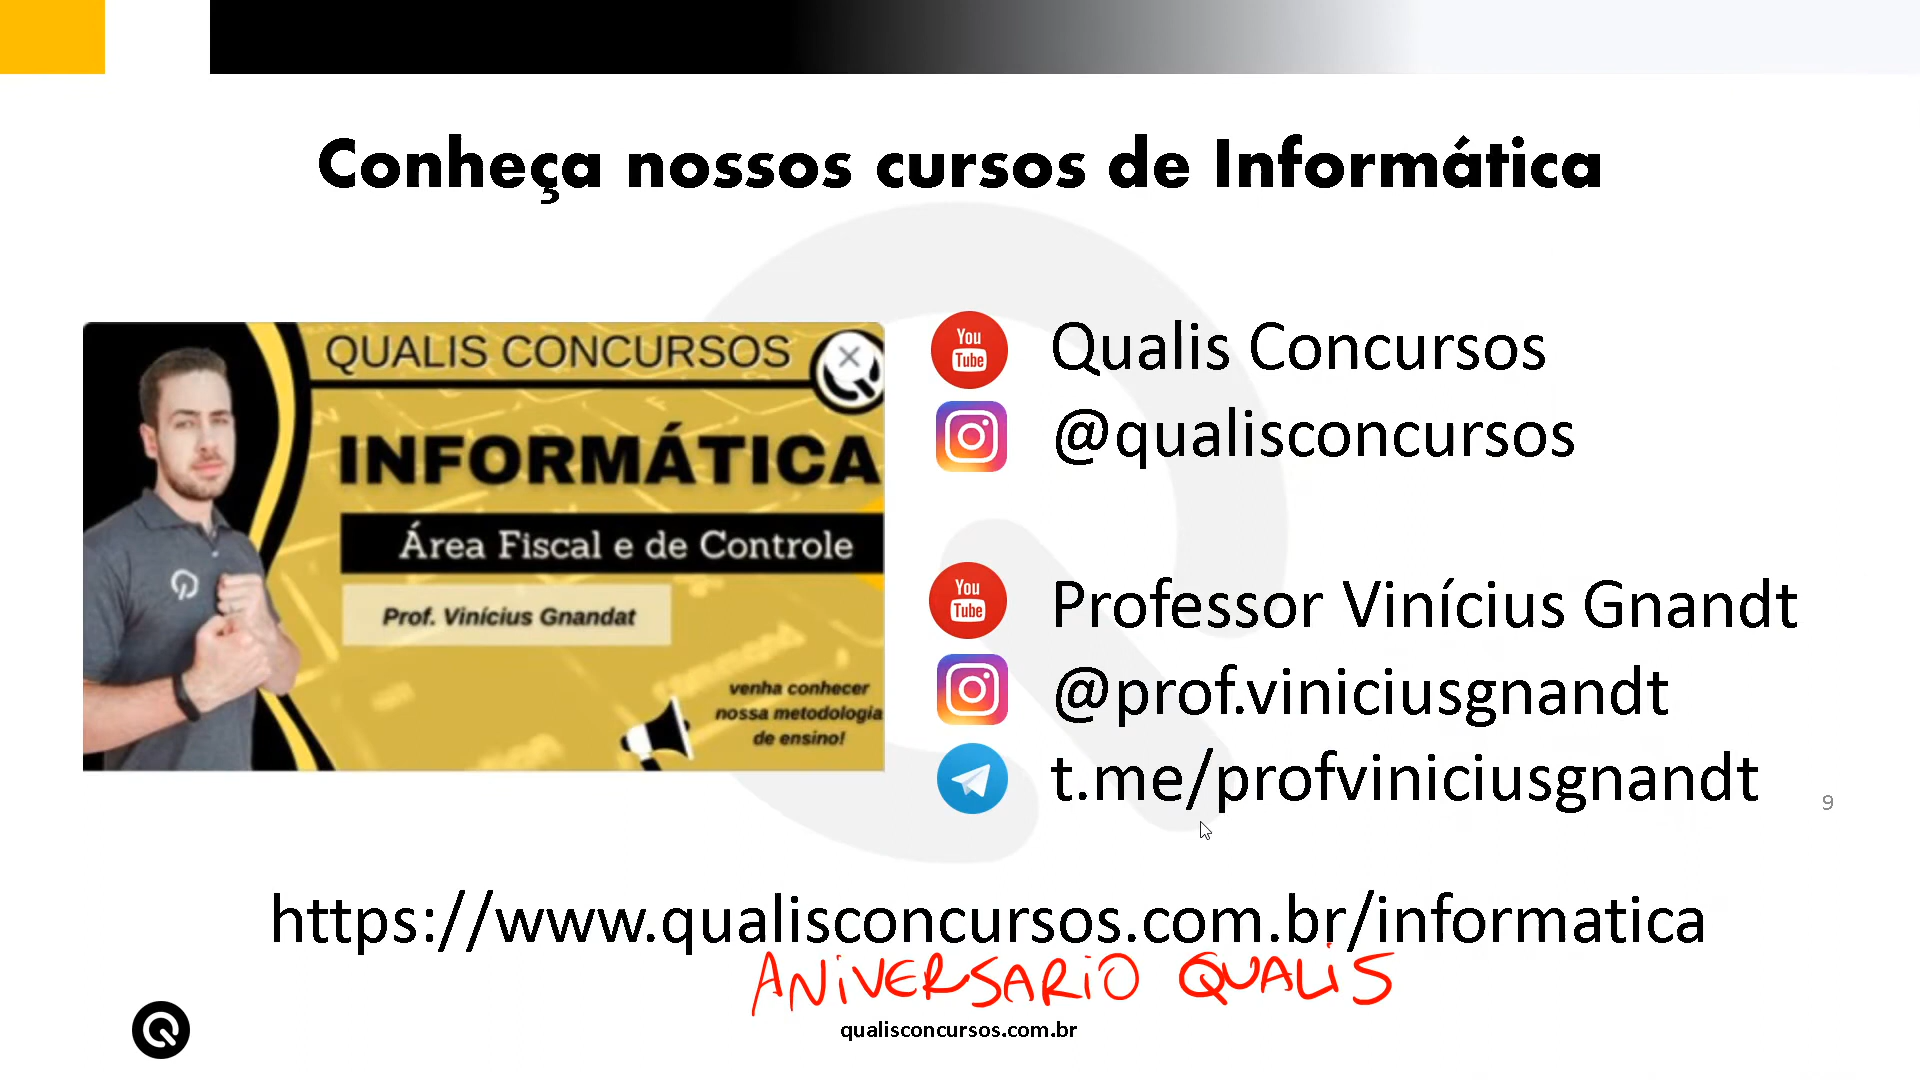 Conheça nossos cursos de Informática
QUALIS CONCURSOS
INFORMÁTICA
Área Fiscal e de Controle
Prof. Vinícius Gnandat
venha conhecer
nossa metodologia
de ensino!
You
Tube
Qualis Concursos
@qualisconcursos
You
Tube
Professor Vinícius Gnandt
@prof.viniciusgnandt
t.me/profviniciusgnandt
9
https://www.qualisconcursos.com.br/informatica
ANIVERSARIO QUALIS
qualisconcursos.com.br